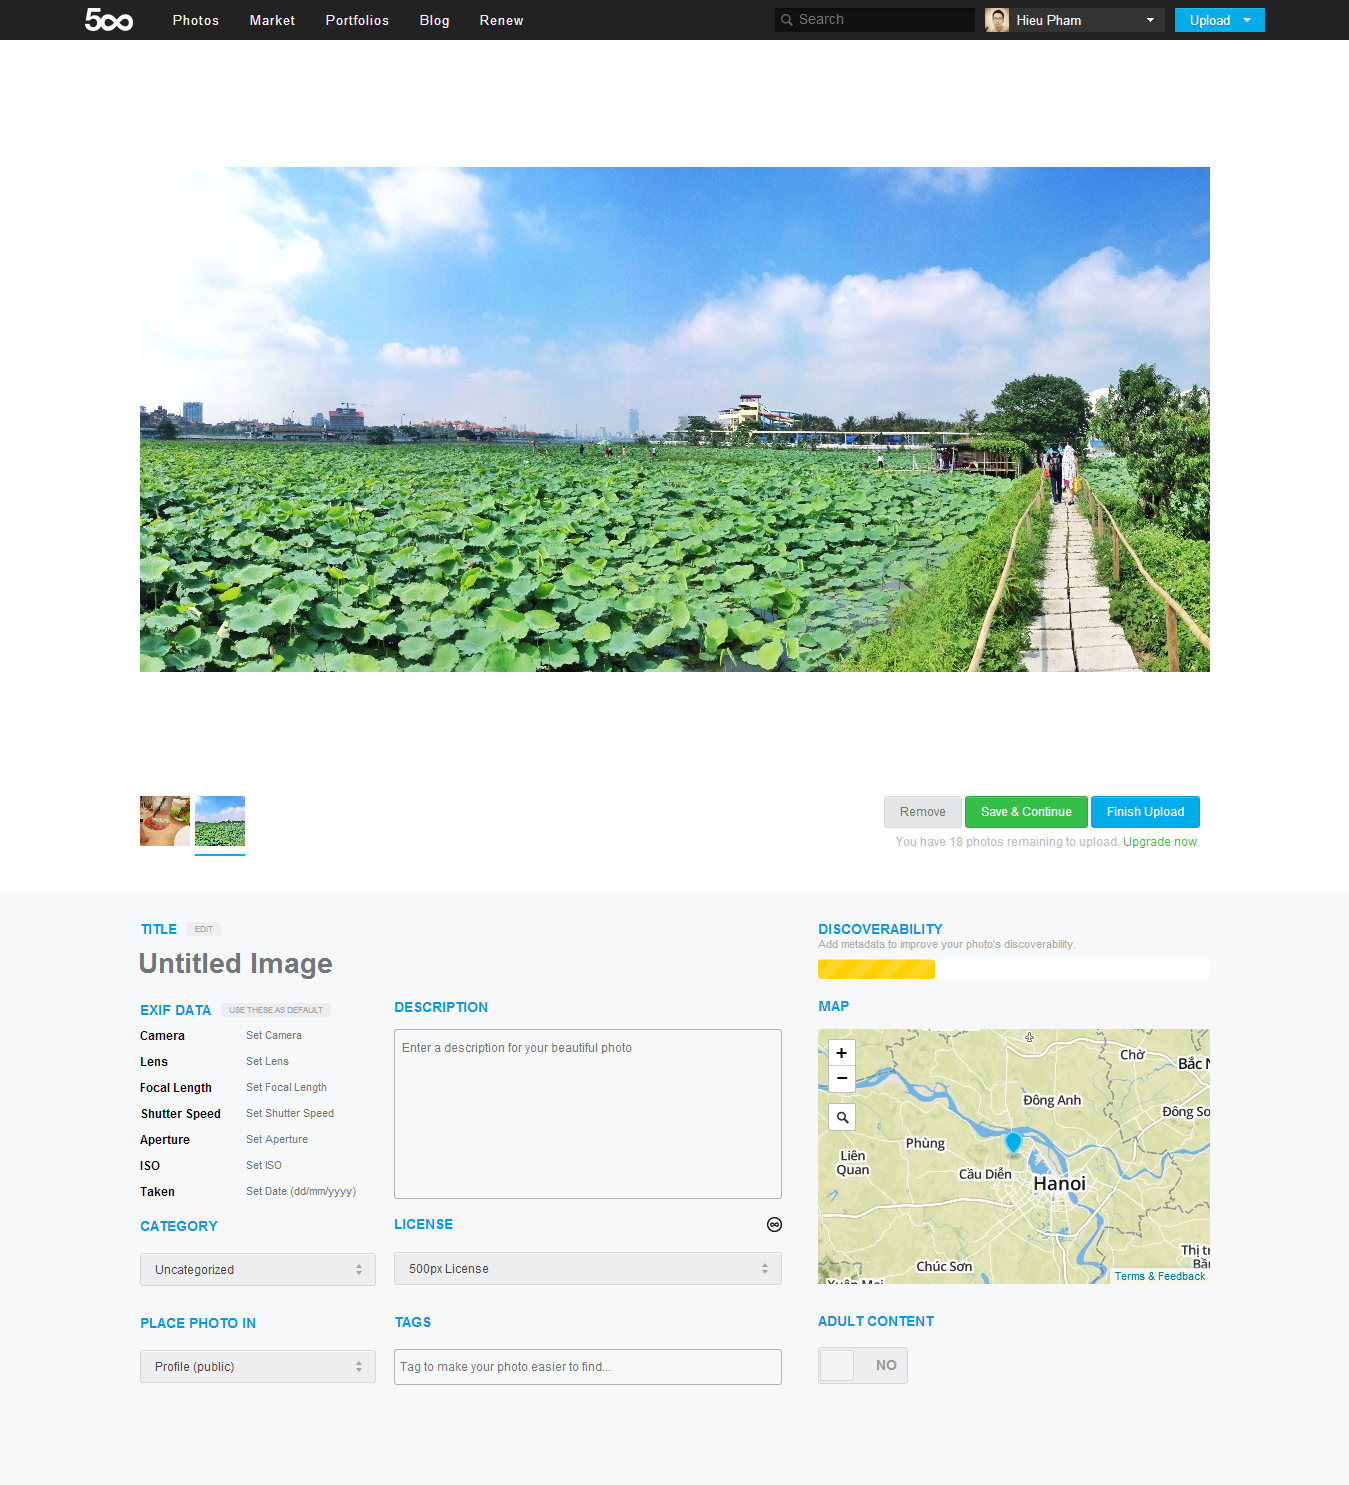 500 Photos Market Portfolios Blog Renew Search Hieu Pham Upload
Remove Save & Continue Finish Upload
You have 18 photos remaining to upload. Upgrade now.
TITLE EDIT
Untitled Image
DISCOVERABILITY
Add metadata to improve your photo's discoverability.
EXIF DATA USE THESE AS DEFAULT
Camera Set Camera
Lens Set Lens
Focal Length Set Focal Length
Shutter Speed Set Shutter Speed
Aperture Set Aperture
ISO Set ISO
Taken Set Date (dd/mm/yyyy)
DESCRIPTION
Enter a description for your beautiful photo
MAP
+
−
Chờ
Bắc N
Đông Anh
Đông So
Phùng
Liên
Quan
Cầu Diễn
Hanoi
Thị tr
Bầ
Chúc Sơn
Xuân Mai
Terms & Feedback
CATEGORY
Uncategorized
LICENSE
500px License
PLACE PHOTO IN
Profile (public)
TAGS
Tag to make your photo easier to find...
ADULT CONTENT
NO